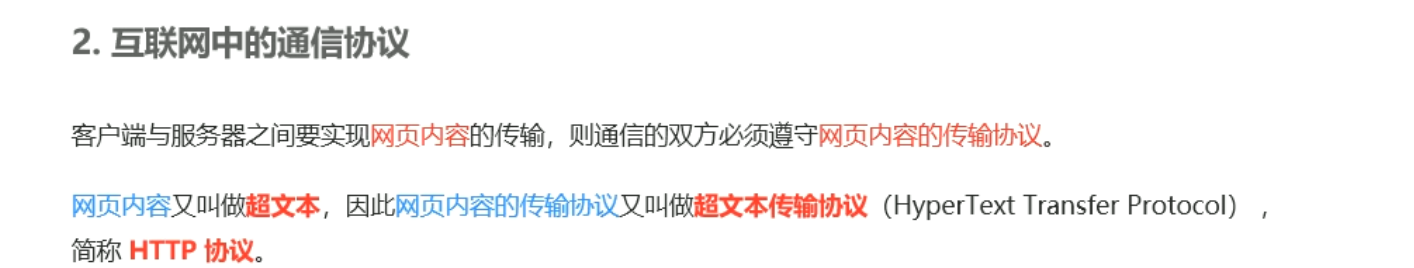 2. 互联网中的通信协议
客户端与服务器之间要实现网页内容的传输，则通信的双方必须遵守网页内容的传输协议。
网页内容又叫做超文本，因此网页内容的传输协议又叫做超文本传输协议（HyperText Transfer Protocol），
简称 HTTP 协议。